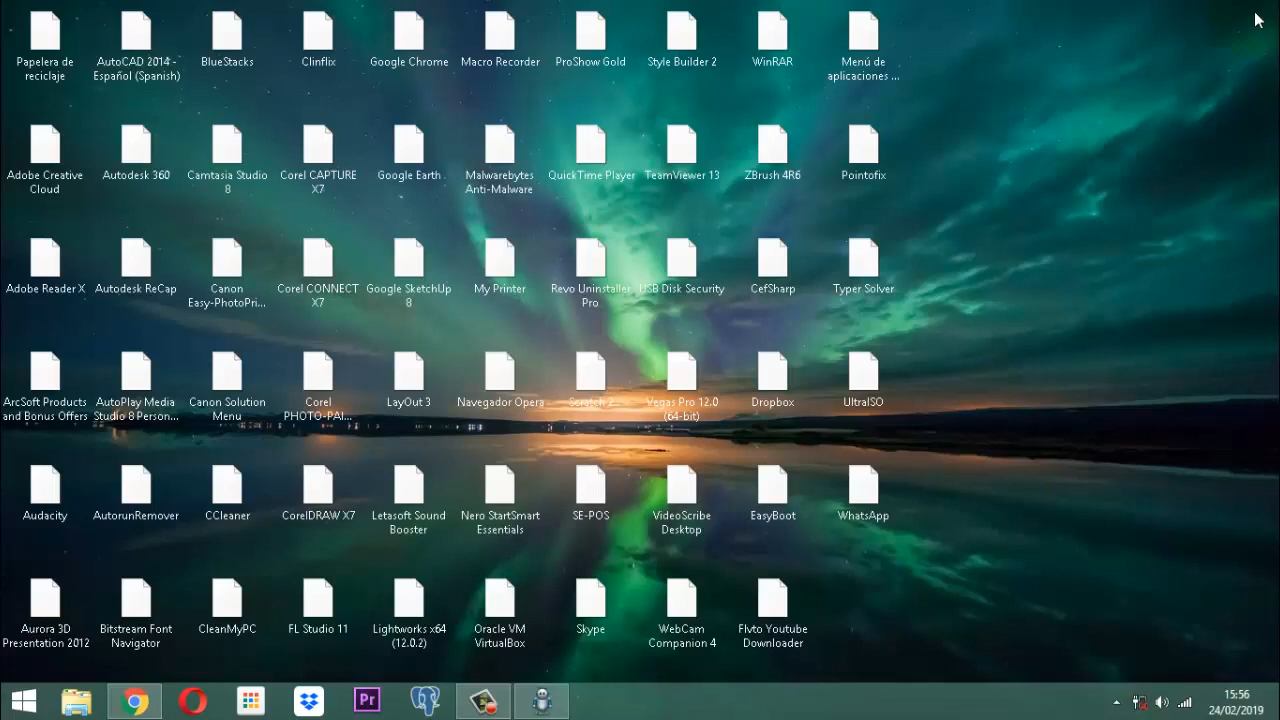 Papelera de
reciclaje
AutoCAD 2014 -
Español (Spanish)
BlueStacks
Clinflix
Google Chrome
Macro Recorder
ProShow Gold
Style Builder 2
WinRAR
Menú de
aplicaciones ...
Adobe Creative
Cloud
Autodesk 360
Camtasia Studio
8
Corel CAPTURE
X7
Google Earth
Malwarebytes
Anti-Malware
QuickTime Player
TeamViewer 13
ZBrush 4R6
Pointofix
Adobe Reader X
Autodesk ReCap
Canon
Easy-PhotoPri...
Corel CONNECT
X7
Google SketchUp
8
My Printer
Revo Uninstaller
Pro
USB Disk Security
CefSharp
Typer Solver
ArcSoft Products
and Bonus Offers
AutoPlay Media
Studio 8 Person...
Canon Solution
Menu
Corel
PHOTO-PAI...
LayOut 3
Navegador Opera
Scratch 2
Vegas Pro 12.0
(64-bit)
Dropbox
UltraISO
Audacity
AutorunRemover
CCleaner
CorelDRAW X7
Letasoft Sound
Booster
Nero StartSmart
Essentials
SE-POS
VideoScribe
Desktop
EasyBoot
WhatsApp
Aurora 3D
Presentation 2012
Bitstream Font
Navigator
CleanMyPC
FL Studio 11
Lightworks x64
(12.0.2)
Oracle VM
VirtualBox
Skype
WebCam
Companion 4
Flvto Youtube
Downloader
Pr
15:56
24/02/2019